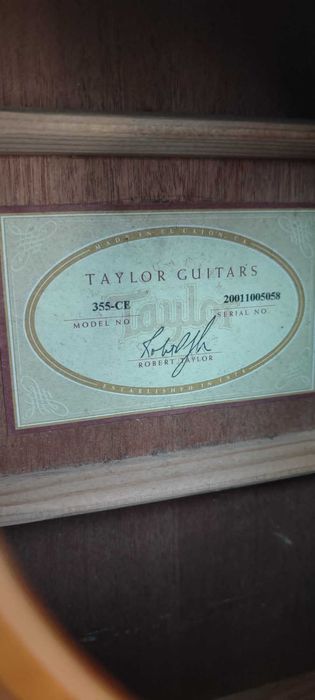 MADE IN EL CAJON, CA
TAYLOR GUITARS
Taylor
355-CE
20011005058
MODEL NO
SERIAL NO.
ROBERT TAYLOR
ESTABLISHED IN 1974